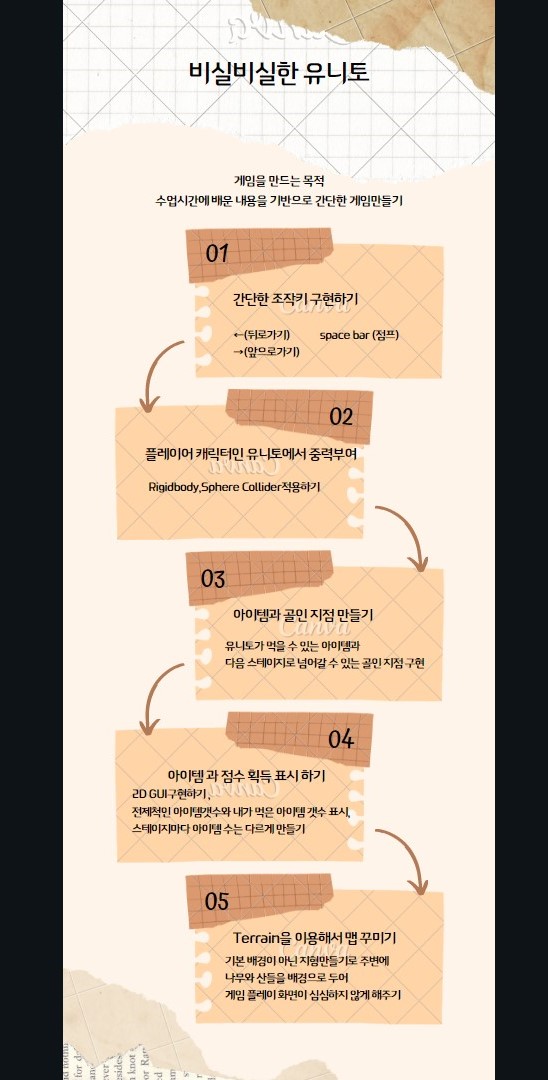 비실비실한 유니토
게임을 만드는 목적
수업시간에 배운 내용을 기반으로 간단한 게임만들기
01
간단한 조작키 구현하기
Canva
←(뒤로가기) space bar (점프)
→(앞으로가기)
02
플레이어 캐릭터인 유니토에서 중력부여
Rigidbody,Sphere Collider적용하기
03
아이템과 골인 지점 만들기
Canva
유니토가 먹을 수 있는 아이템과
다음 스테이지로 넘어갈 수 있는 골인 지점 구현
04
아이템 과 점수 획득 표시 하기
2D GUI구현하기,
전제척인 아이템갯수와 내가 먹은 아이템 갯수 표시,
스테이지마다 아이템 수는 다르게 만들기
05
Terrain을 이용해서 맵 꾸미기
Canva
기본 배경이 아닌 지형만들기로 주변에
나무와 산들을 배경으로 두어
게임 플레이 화면이 심심하지 않게 해주기